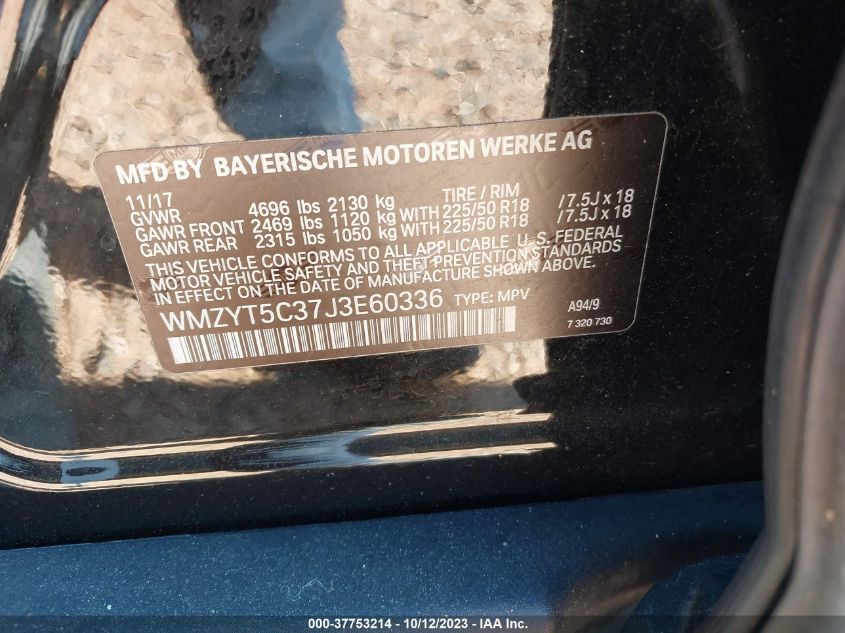 MFD BY BAYERISCHE MOTOREN WERKE AG
11/17
GVWR 4696 lbs 2130 kg TIRE / RIM
GAWR FRONT 2469 lbs 1120 kg WITH 225/50 R18 /7.5J x 18
GAWR REAR 2315 lbs 1050 kg WITH 225/50 R18 /7.5J x 18
THIS VEHICLE CONFORMS TO ALL APPLICABLE U. S. FEDERAL
MOTOR VEHICLE SAFETY AND THEFT PREVENTION STANDARDS
IN EFFECT ON THE DATE OF MANUFACTURE SHOWN ABOVE.
WMZYT5C37J3E60336 TYPE: MPV A94/9
7 320 730
000-37753214 - 10/12/2023 - © IAA Inc.